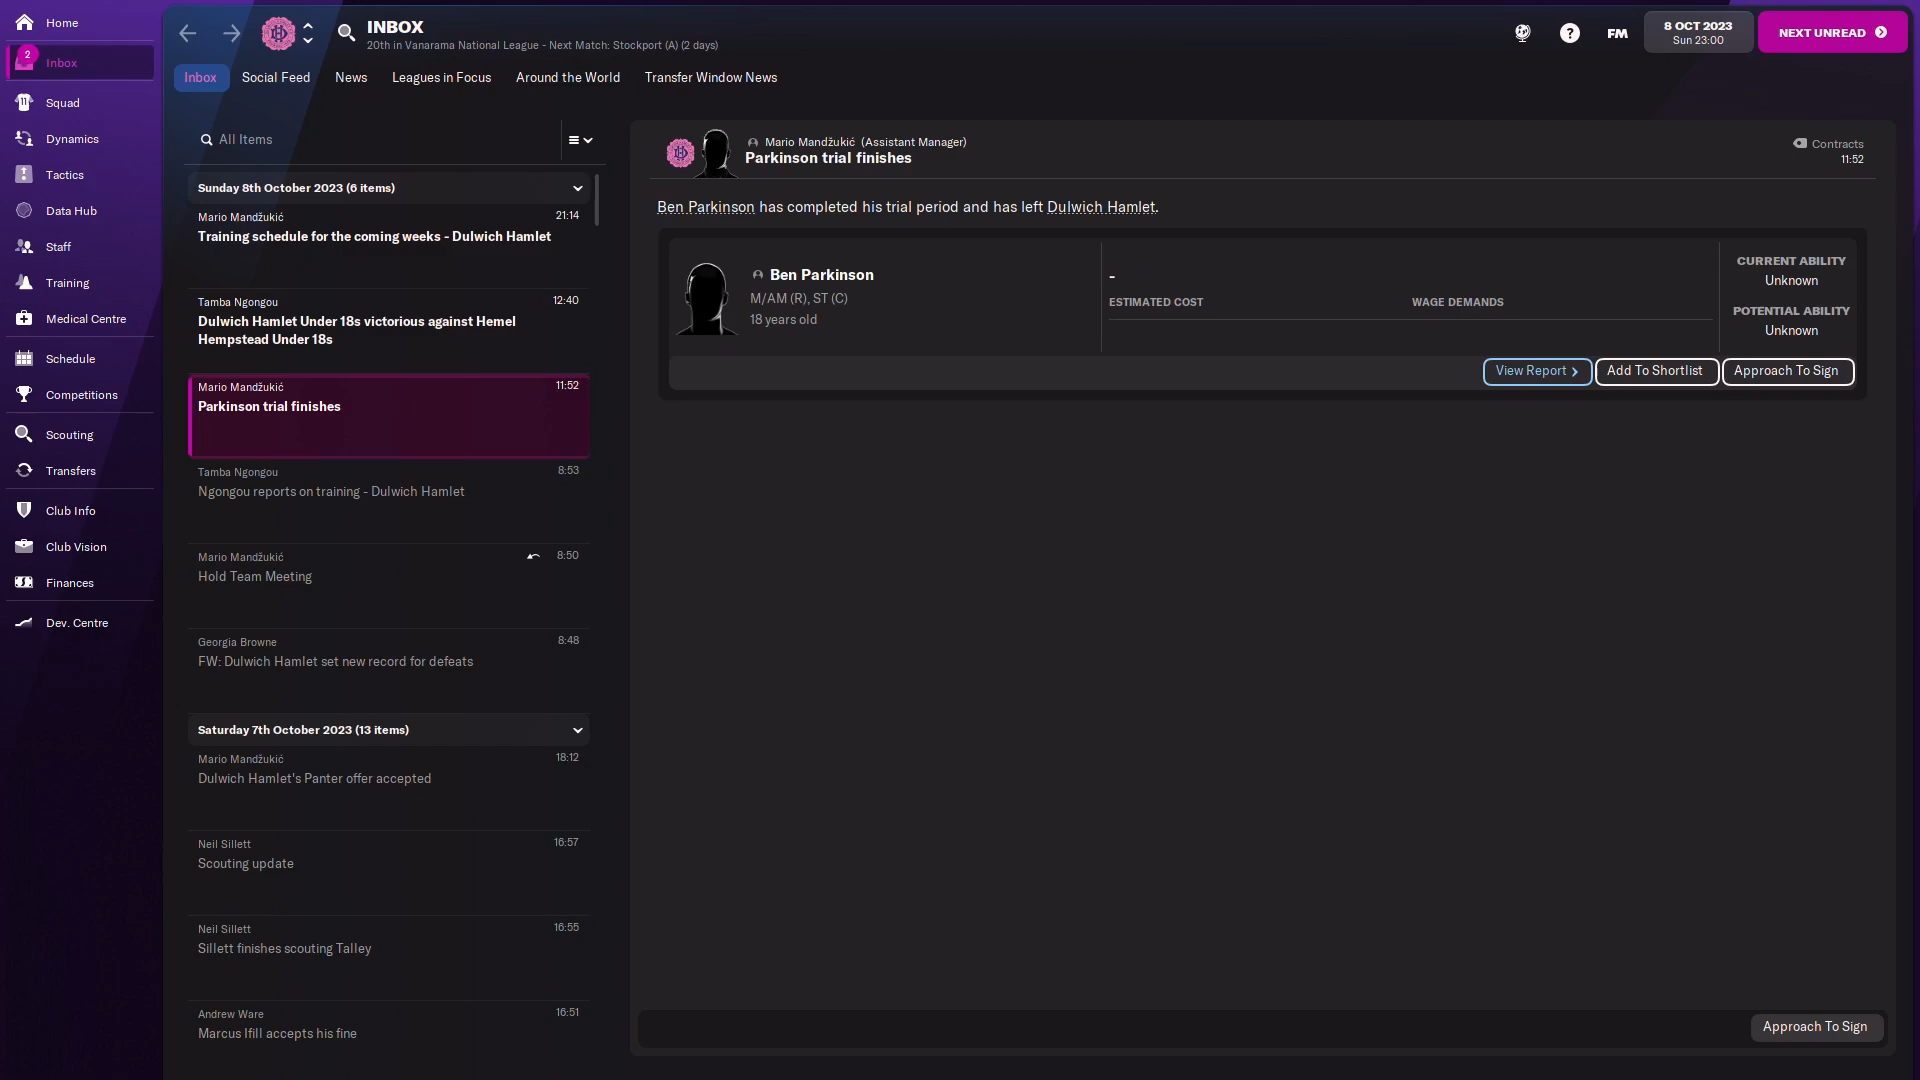 Home
2
Inbox
Squad
Dynamics
Tactics
Data Hub
Staff
Training
Medical Centre
Schedule
Competitions
Scouting
Transfers
Club Info
Club Vision
Finances
Dev. Centre
INBOX
20th in Vanarama National League - Next Match: Stockport (A) (2 days)
?
FM
8 OCT 2023
Sun 23:00
NEXT UNREAD
Inbox
Social Feed
News
Leagues in Focus
Around the World
Transfer Window News
All Items
Sunday 8th October 2023 (6 items)
Mario Mandžukić
21:14
Training schedule for the coming weeks - Dulwich Hamlet
Tamba Ngongou
12:40
Dulwich Hamlet Under 18s victorious against Hemel
Hempstead Under 18s
Mario Mandžukić
11:52
Parkinson trial finishes
Tamba Ngongou
8:53
Ngongou reports on training - Dulwich Hamlet
Mario Mandžukić
8:50
Hold Team Meeting
Georgia Browne
8:48
FW: Dulwich Hamlet set new record for defeats
Saturday 7th October 2023 (13 items)
Mario Mandžukić
18:12
Dulwich Hamlet's Panter offer accepted
Neil Sillett
16:57
Scouting update
Neil Sillett
16:55
Sillett finishes scouting Talley
Andrew Ware
16:51
Marcus Ifill accepts his fine
Mario Mandžukić (Assistant Manager)
Parkinson trial finishes
Contracts
11:52
Ben Parkinson has completed his trial period and has left Dulwich Hamlet.
Ben Parkinson
M/AM (R), ST (C)
18 years old
-
ESTIMATED COST
WAGE DEMANDS
CURRENT ABILITY
Unknown
POTENTIAL ABILITY
Unknown
View Report
Add To Shortlist
Approach To Sign
Approach To Sign